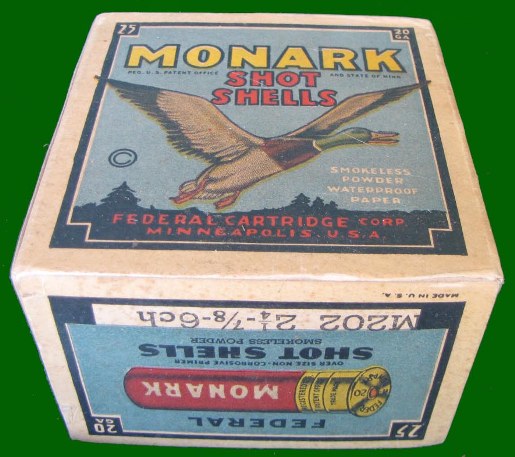 25
20
GA
MONARK
REG. U.S. PATENT OFFICE
AND STATE OF MINN.
SHOT
SHELLS
©
SMOKELESS
POWDER
WATERPROOF
PAPER
FEDERAL CARTRIDGE CORP.
MINNEAPOLIS. U.S.A.
25
FEDERAL
20
GA
MONARK
20
OVER SIZE NON-CORROSIVE PRIMER
SHOT SHELLS
SMOKELESS POWDER
M202 2¼-⅞-6ch
MADE IN U.S.A.